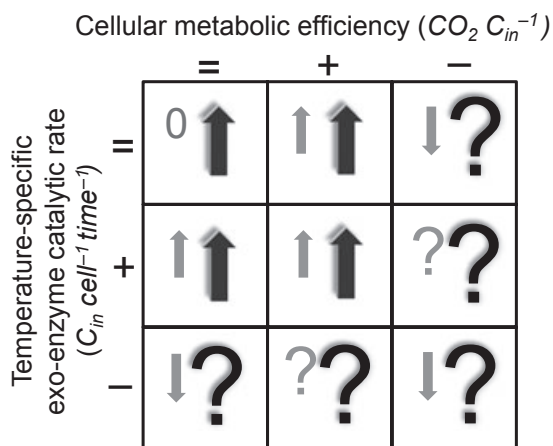 Cellular metabolic efficiency (CO₂ Cᵢₙ⁻¹)
= + −
Temperature-specific
exo-enzyme catalytic rate
(Cᵢₙ cell⁻¹ time⁻¹)
= 0 ?
+ ? ?
− ? ? ? ?